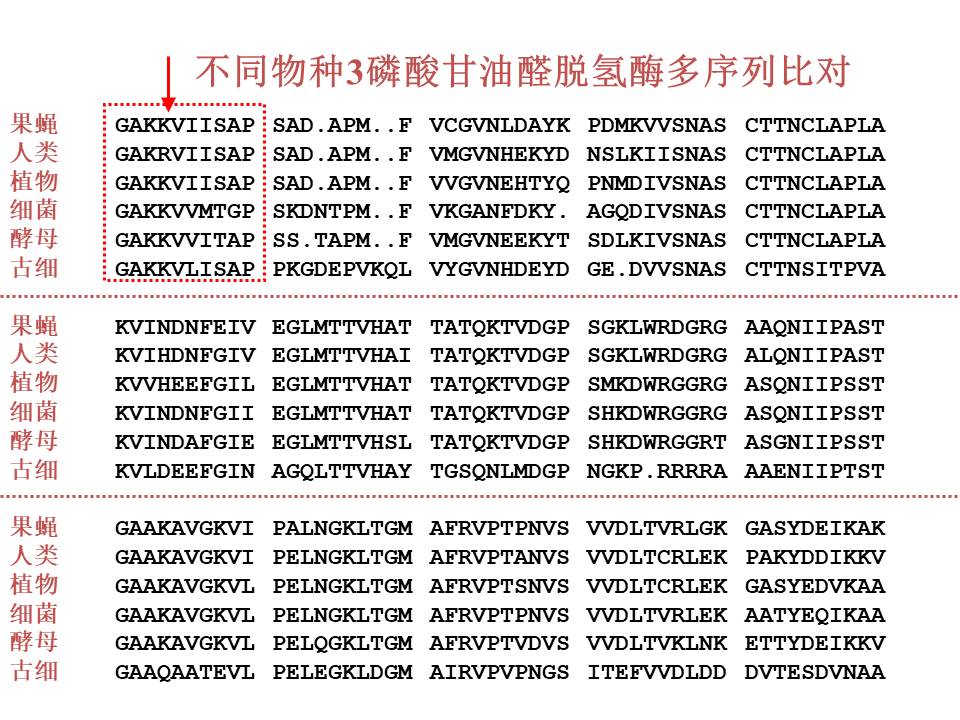 不同物种3磷酸甘油醛脱氢酶多序列比对
果蝇 GAKKVIISAP SAD.APM..F VCGVNLDAYK PDMKVVSNAS CTTNCLAPLA
人类 GAKRVIISAP SAD.APM..F VMGVNHEKYD NSLKIISNAS CTTNCLAPLA
植物 GAKKVIISAP SAD.APM..F VVGVNEHTYQ PNMDIVSNAS CTTNCLAPLA
细菌 GAKKVVMTGP SKDNTPM..F VKGANFDKY. AGQDIVSNAS CTTNCLAPLA
酵母 GAKKVVITAP SS.TAPM..F VMGVNEEKYT SDLKIVSNAS CTTNCLAPLA
古细 GAKKVLISAP PKGDEPVKQL VYGVNHDEYD GE.DVVSNAS CTTNSITPVA
果蝇 KVINDNFEIV EGLMTTVHAT TATQKTVDGP SGKLWRDGRG AAQNIIPAST
人类 KVIHDNFGIV EGLMTTVHAI TATQKTVDGP SGKLWRDGRG ALQNIIPAST
植物 KVVHEEFGIL EGLMTTVHAT TATQKTVDGP SMKDWRGGRG ASQNIIPSST
细菌 KVINDNFGII EGLMTTVHAT TATQKTVDGP SHKDWRGGRG ASQNIIPSST
酵母 KVINDAFGIE EGLMTTVHSL TATQKTVDGP SHKDWRGGRT ASGNIIPSST
古细 KVLDEEFGIN AGQLTTVHAY TGSQNLMDGP NGKP.RRRRA AAENIIPTST
果蝇 GAAKAVGKVI PALNGKLTGM AFRVPTPNVS VVDLTVRLGK GASYDEIKAK
人类 GAAKAVGKVI PELNGKLTGM AFRVPTANVS VVDLTCRLEK PAKYDDIKKV
植物 GAAKAVGKVL PELNGKLTGM AFRVPTSNVS VVDLTCRLEK GASYEDVKAA
细菌 GAAKAVGKVL PELNGKLTGM AFRVPTPNVS VVDLTVRLEK AATYEQIKAA
酵母 GAAKAVGKVL PELQGKLTGM AFRVPTVDVS VVDLTVKLNK ETTYDEIKKV
古细 GAAQAATEVL PELEGKLDGM AIRVPVPNGS ITEFVVDLDD DVTESDVNAA